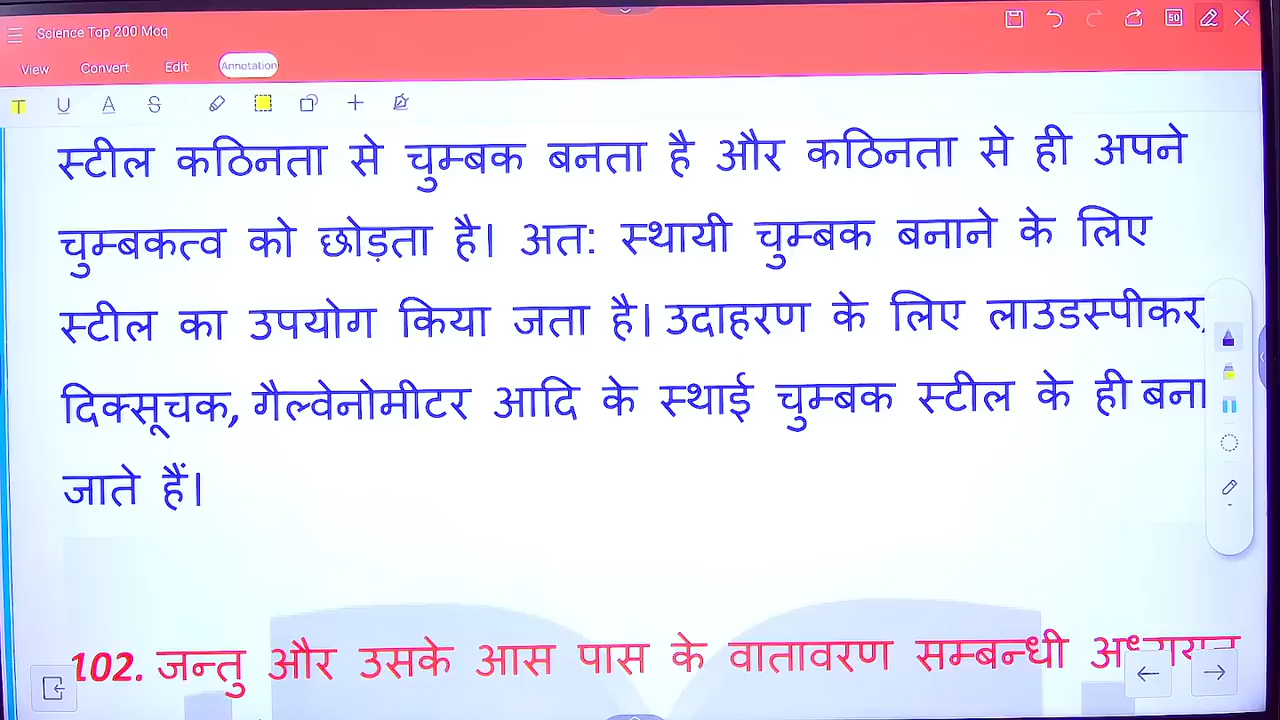 Science Top 200 Mcq
50
View Convert Edit Annotation
T U A S
स्टील कठिनता से चुम्बक बनता है और कठिनता से ही अपने
चुम्बकत्व को छोड़ता है। अत: स्थायी चुम्बक बनाने के लिए
स्टील का उपयोग किया जता है। उदाहरण के लिए लाउडस्पीकर,
दिक्सूचक, गैल्वेनोमीटर आदि के स्थाई चुम्बक स्टील के ही बना
जाते हैं।
102. जन्तु और उसके आस पास के वातावरण सम्बन्धी